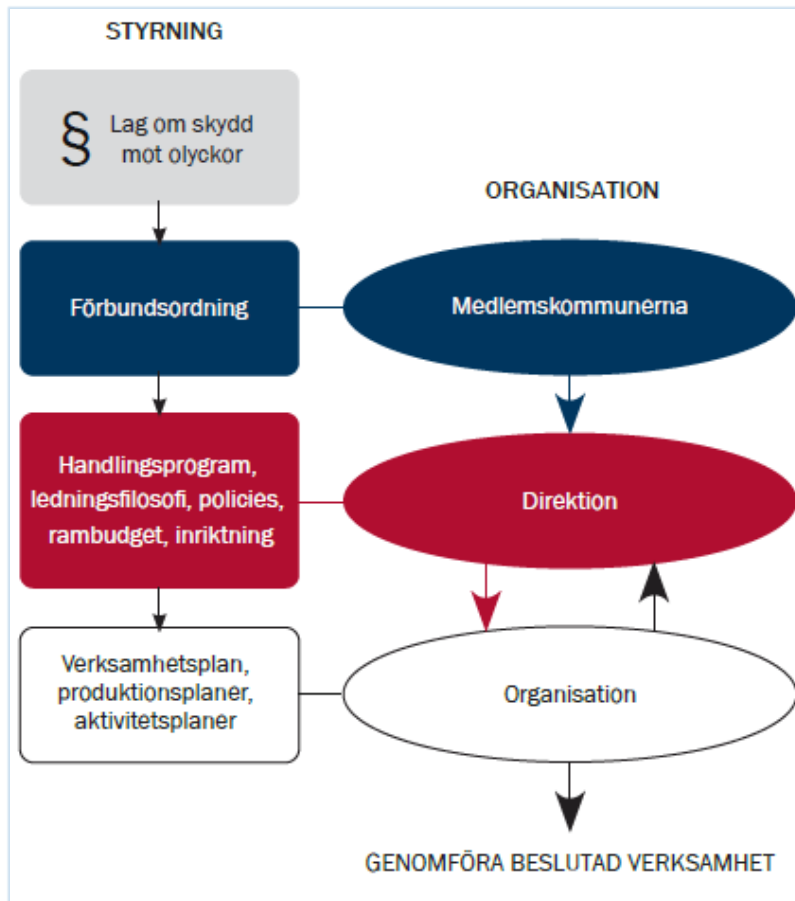 STYRNING
§ Lag om skydd
mot olyckor
ORGANISATION
Förbundsordning
Medlemskommunerna
Handlingsprogram,
ledningsfilosofi, policies,
rambudget, inriktning
Direktion
Verksamhetsplan,
produktionsplaner,
aktivitetsplaner
Organisation
GENOMFÖRA BESLUTAD VERKSAMHET